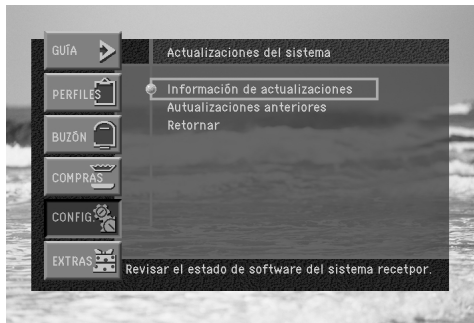 GUÍA
PERFILES
BUZÓN
COMPRAS
CONFIG
EXTRAS
Actualizaciones del sistema
Información de actualizaciones
Autualizaciones anteriores
Retornar
Revisar el estado de software del sistema recetpor.